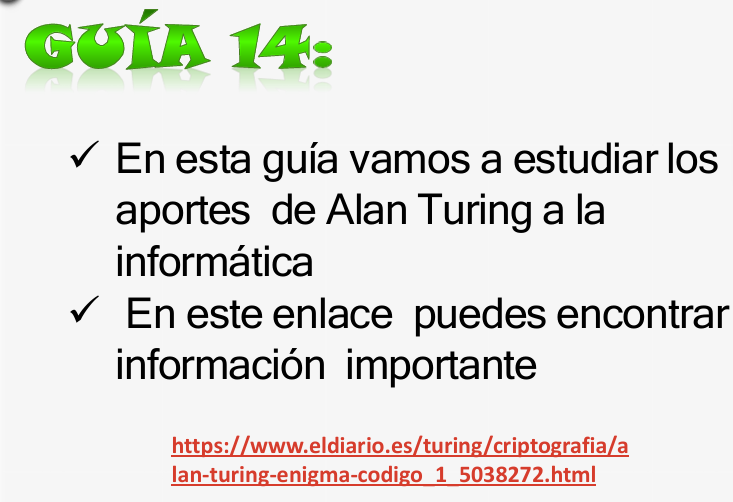 GUÍA 14:
✓ En esta guía vamos a estudiar los
aportes de Alan Turing a la
informática
✓ En este enlace puedes encontrar
información importante
https://www.eldiario.es/turing/criptografia/a
lan-turing-enigma-codigo_1_5038272.html